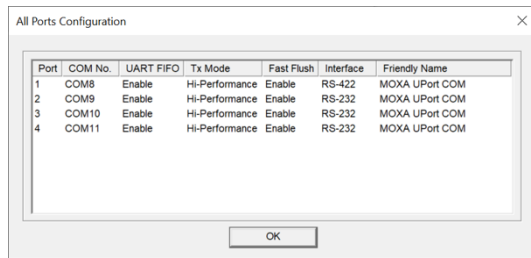 All Ports Configuration
Port COM No. UART FIFO Tx Mode Fast Flush Interface Friendly Name
1 COM8 Enable Hi-Performance Enable RS-422 MOXA UPort COM
2 COM9 Enable Hi-Performance Enable RS-232 MOXA UPort COM
3 COM10 Enable Hi-Performance Enable RS-232 MOXA UPort COM
4 COM11 Enable Hi-Performance Enable RS-232 MOXA UPort COM
OK